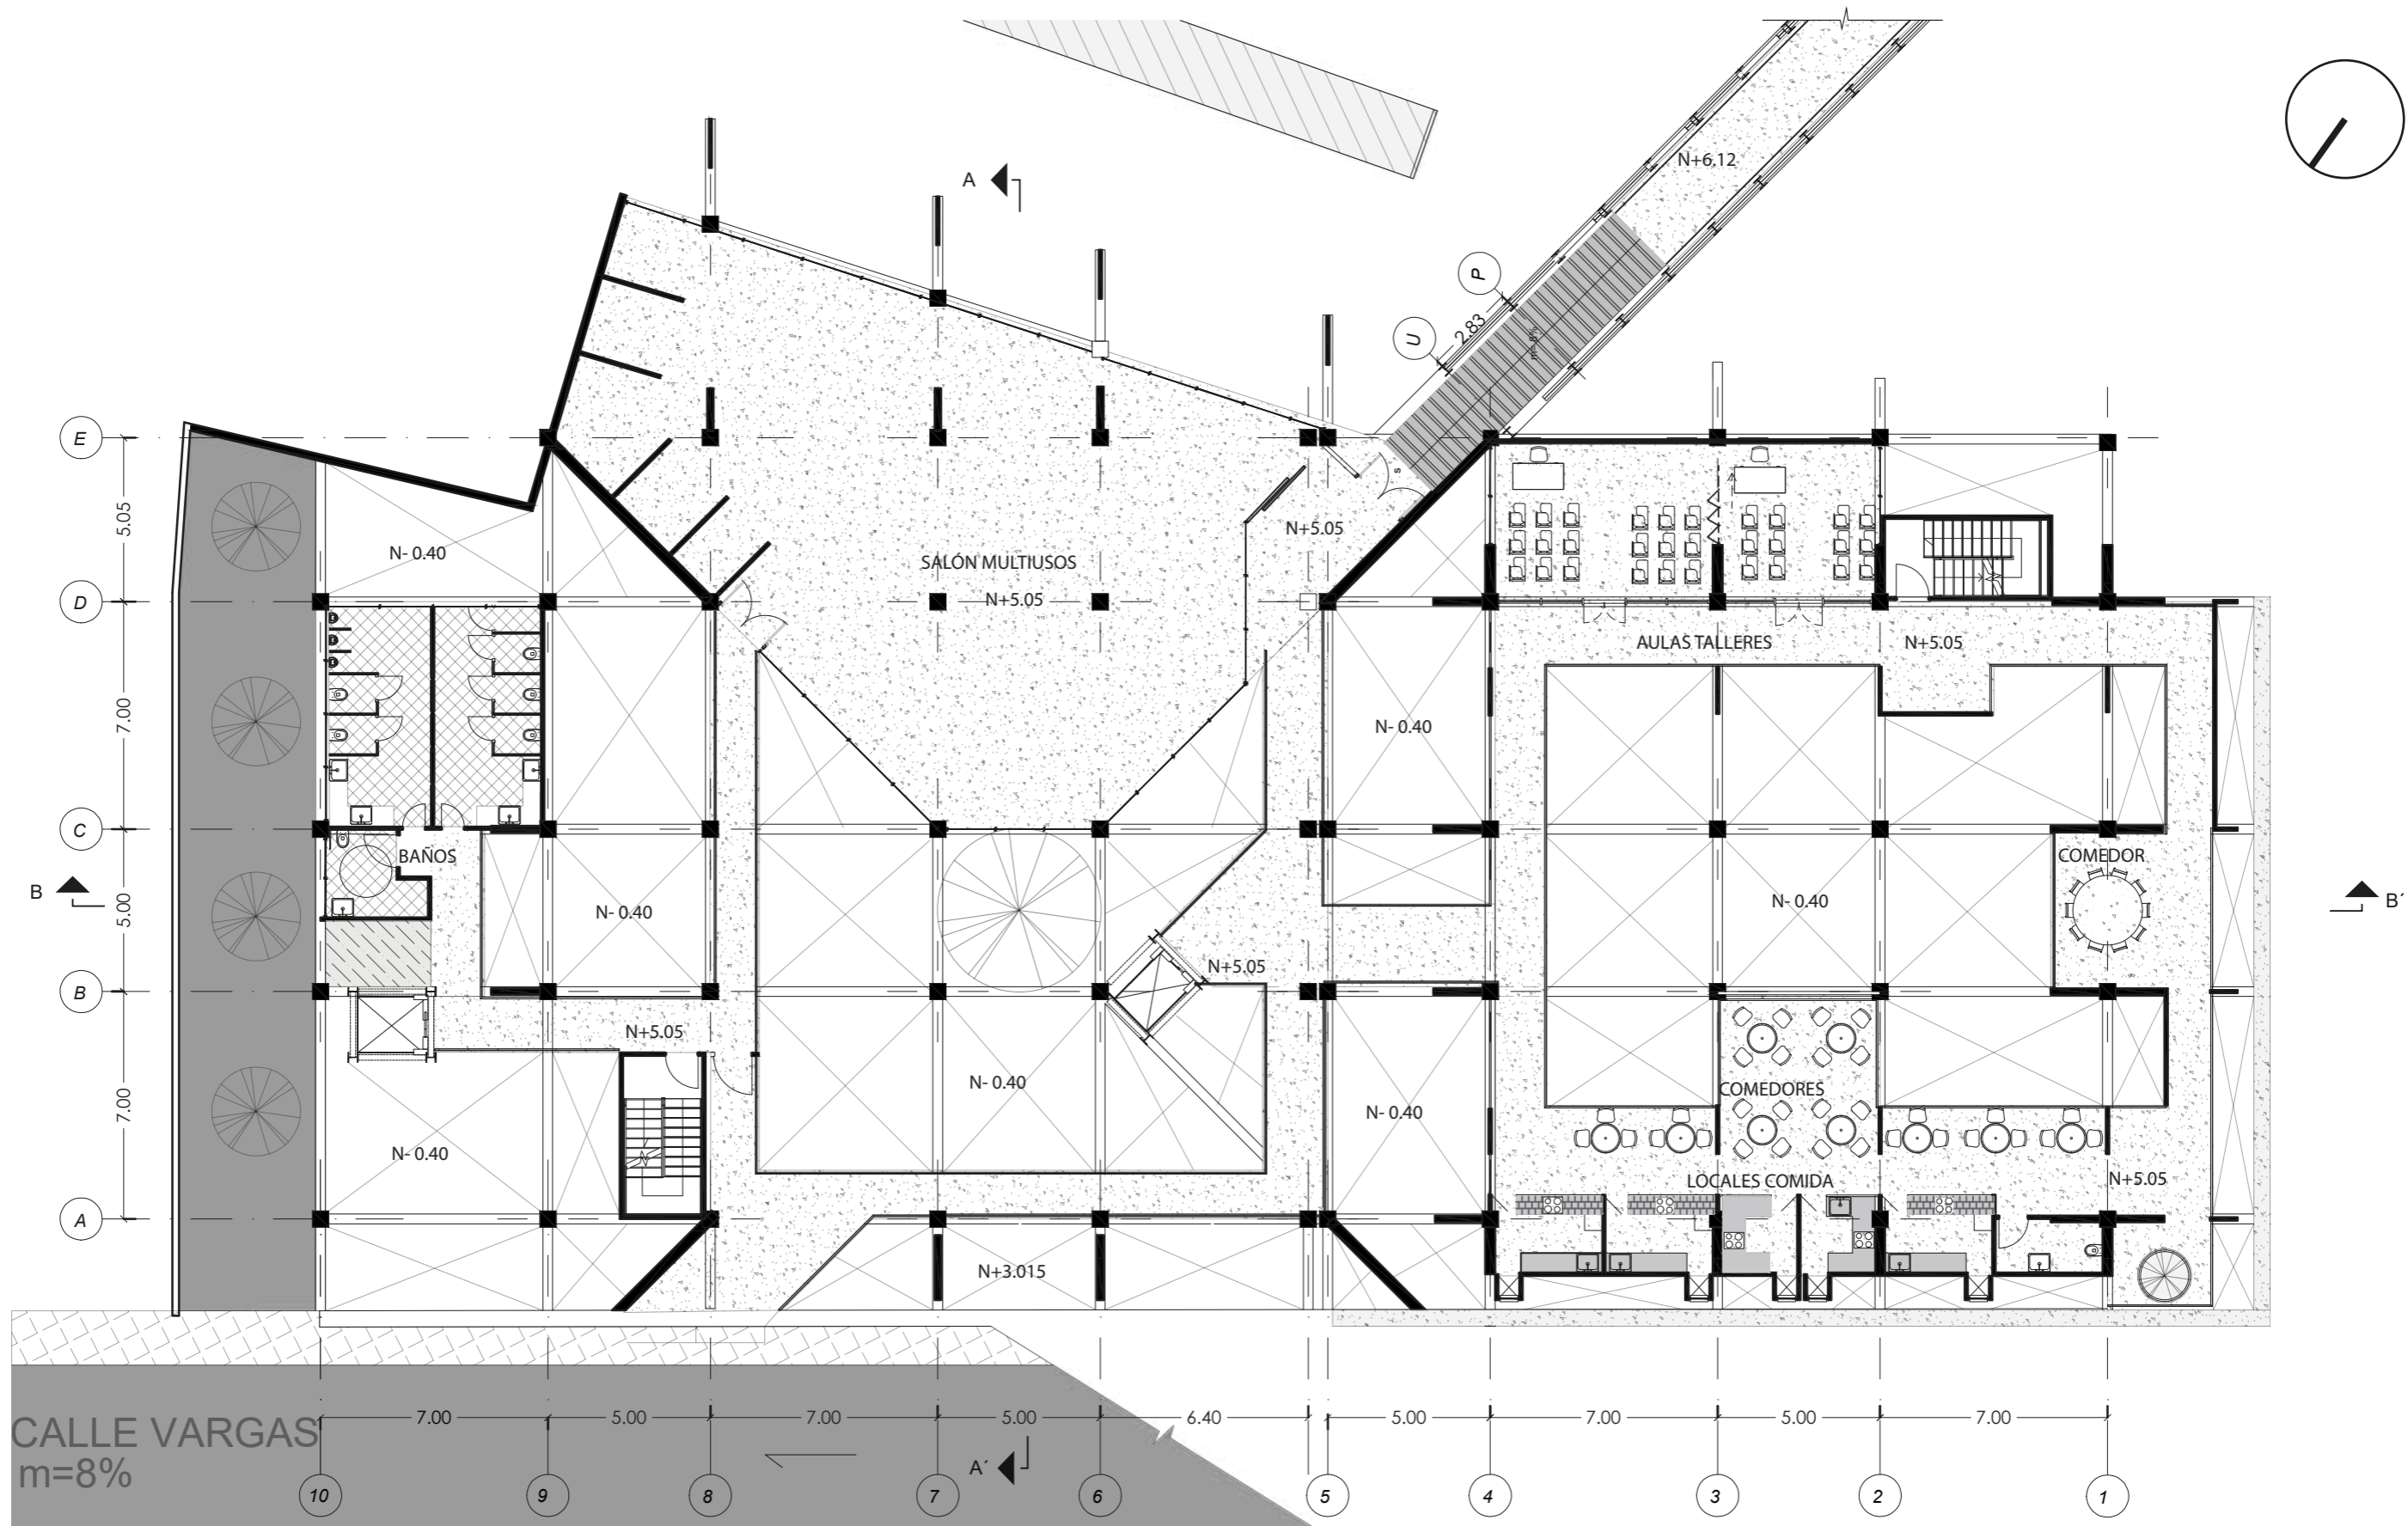 N+6.12
A
P
U
2.83
m= 8%
E
D
C
B
A
5.05
7.00
5.00
7.00
N- 0.40
SALÓN MULTIUSOS
N+5.05
N+5.05
s
AULAS TALLERES
N+5.05
N- 0.40
BAÑOS
COMEDOR
B
B´
N- 0.40
N- 0.40
N+5.05
N+5.05
N- 0.40
COMEDORES
N- 0.40
N- 0.40
LOCALES COMIDA
N+5.05
N+3.015
CALLE VARGAS
m=8%
7.00
5.00
7.00
5.00
6.40
5.00
7.00
5.00
7.00
A´
10
9
8
7
6
5
4
3
2
1